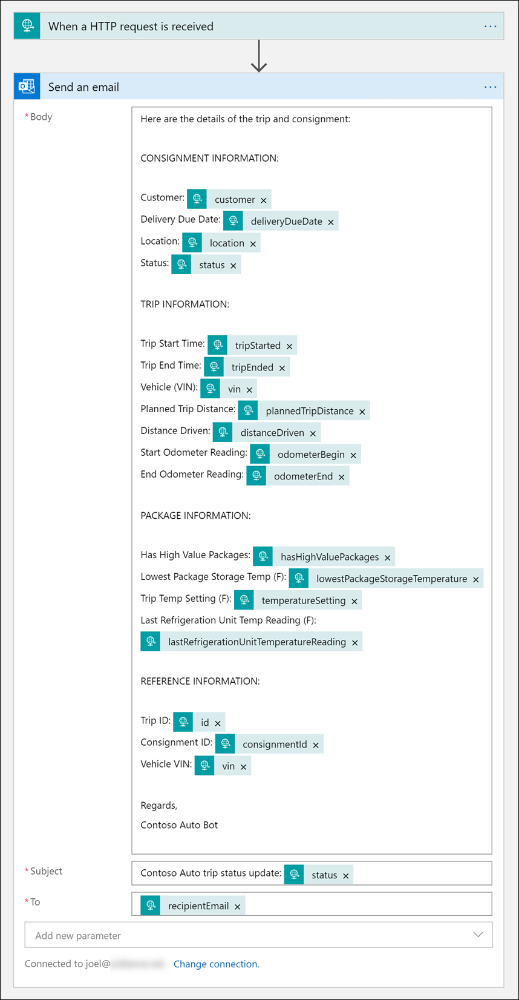 When a HTTP request is received ...
Send an email ...
* Body
Here are the details of the trip and consignment:
CONSIGNMENT INFORMATION:
Customer: customer ×
Delivery Due Date: deliveryDueDate ×
Location: location ×
Status: status ×
TRIP INFORMATION:
Trip Start Time: tripStarted ×
Trip End Time: tripEnded ×
Vehicle (VIN): vin ×
Planned Trip Distance: plannedTripDistance ×
Distance Driven: distanceDriven ×
Start Odometer Reading: odometerBegin ×
End Odometer Reading: odometerEnd ×
PACKAGE INFORMATION:
Has High Value Packages: hasHighValuePackages ×
Lowest Package Storage Temp (F): lowestPackageStorageTemperature ×
Trip Temp Setting (F): temperatureSetting ×
Last Refrigeration Unit Temp Reading (F):
lastRefrigerationUnitTemperatureReading ×
REFERENCE INFORMATION:
Trip ID: id ×
Consignment ID: consignmentId ×
Vehicle VIN: vin ×
Regards,
Contoso Auto Bot
* Subject
Contoso Auto trip status update: status ×
* To
recipientEmail ×
Add new parameter
Connected to joel@ Change connection.